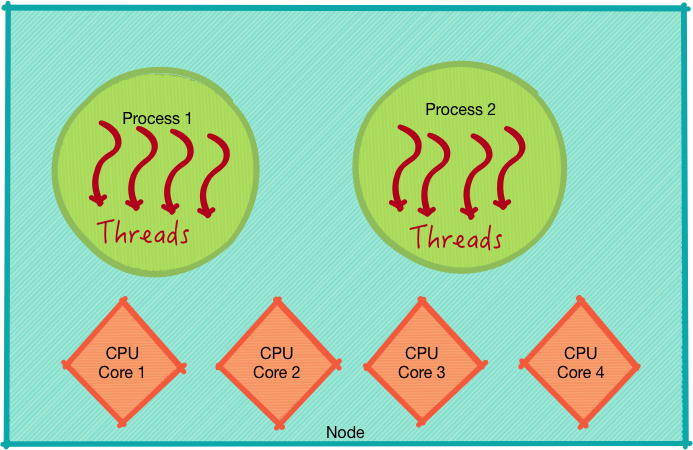 Process 1
Process 2
Threads
Threads
CPU
Core 1
CPU
Core 2
CPU
Core 3
CPU
Core 4
Node